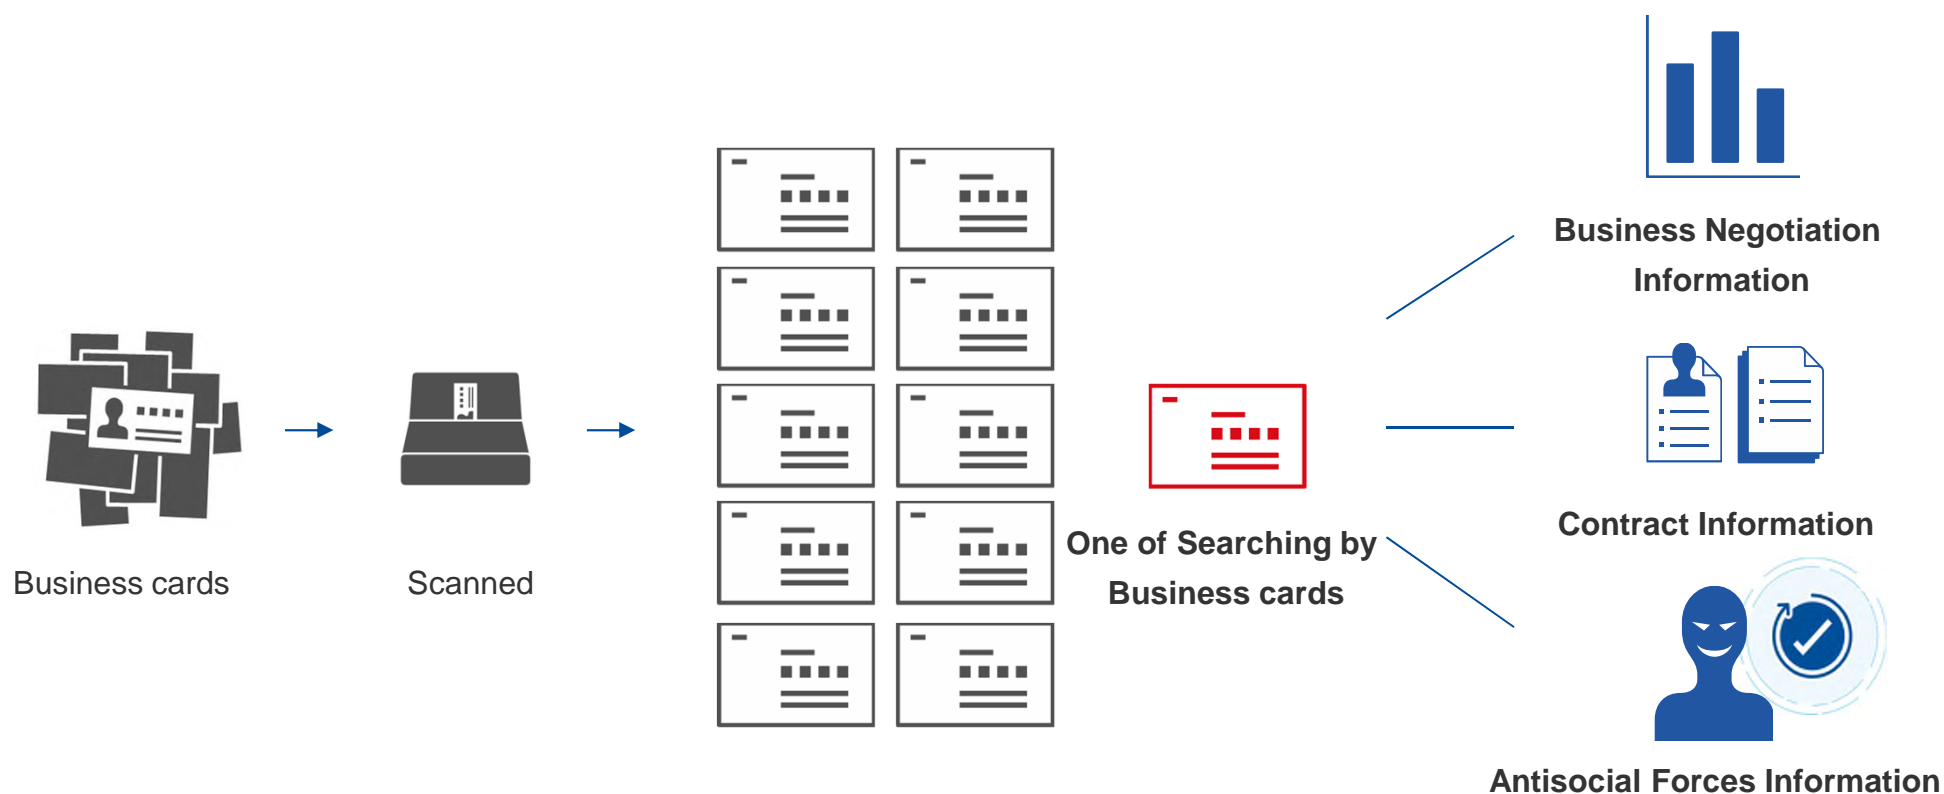 Business cards
Scanned
One of Searching by
Business cards
Business Negotiation
Information
Contract Information
Antisocial Forces Information